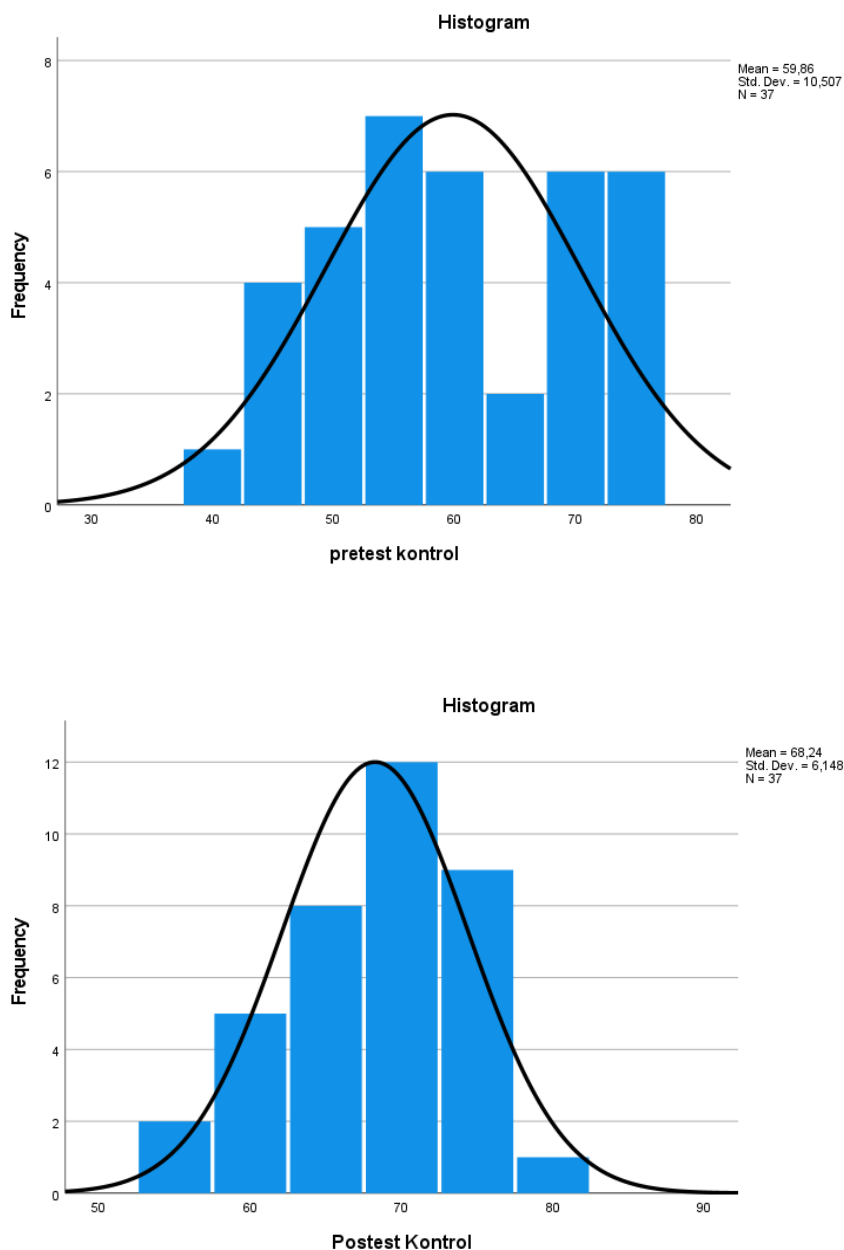 Histogram
Mean = 59,86
Std. Dev. = 10,507
N = 37
8
6
4
2
0
Frequency
30 40 50 60 70 80
pretest kontrol
Histogram
Mean = 68,24
Std. Dev. = 6,148
N = 37
12
10
8
6
4
2
0
Frequency
50 60 70 80 90
Postest Kontrol